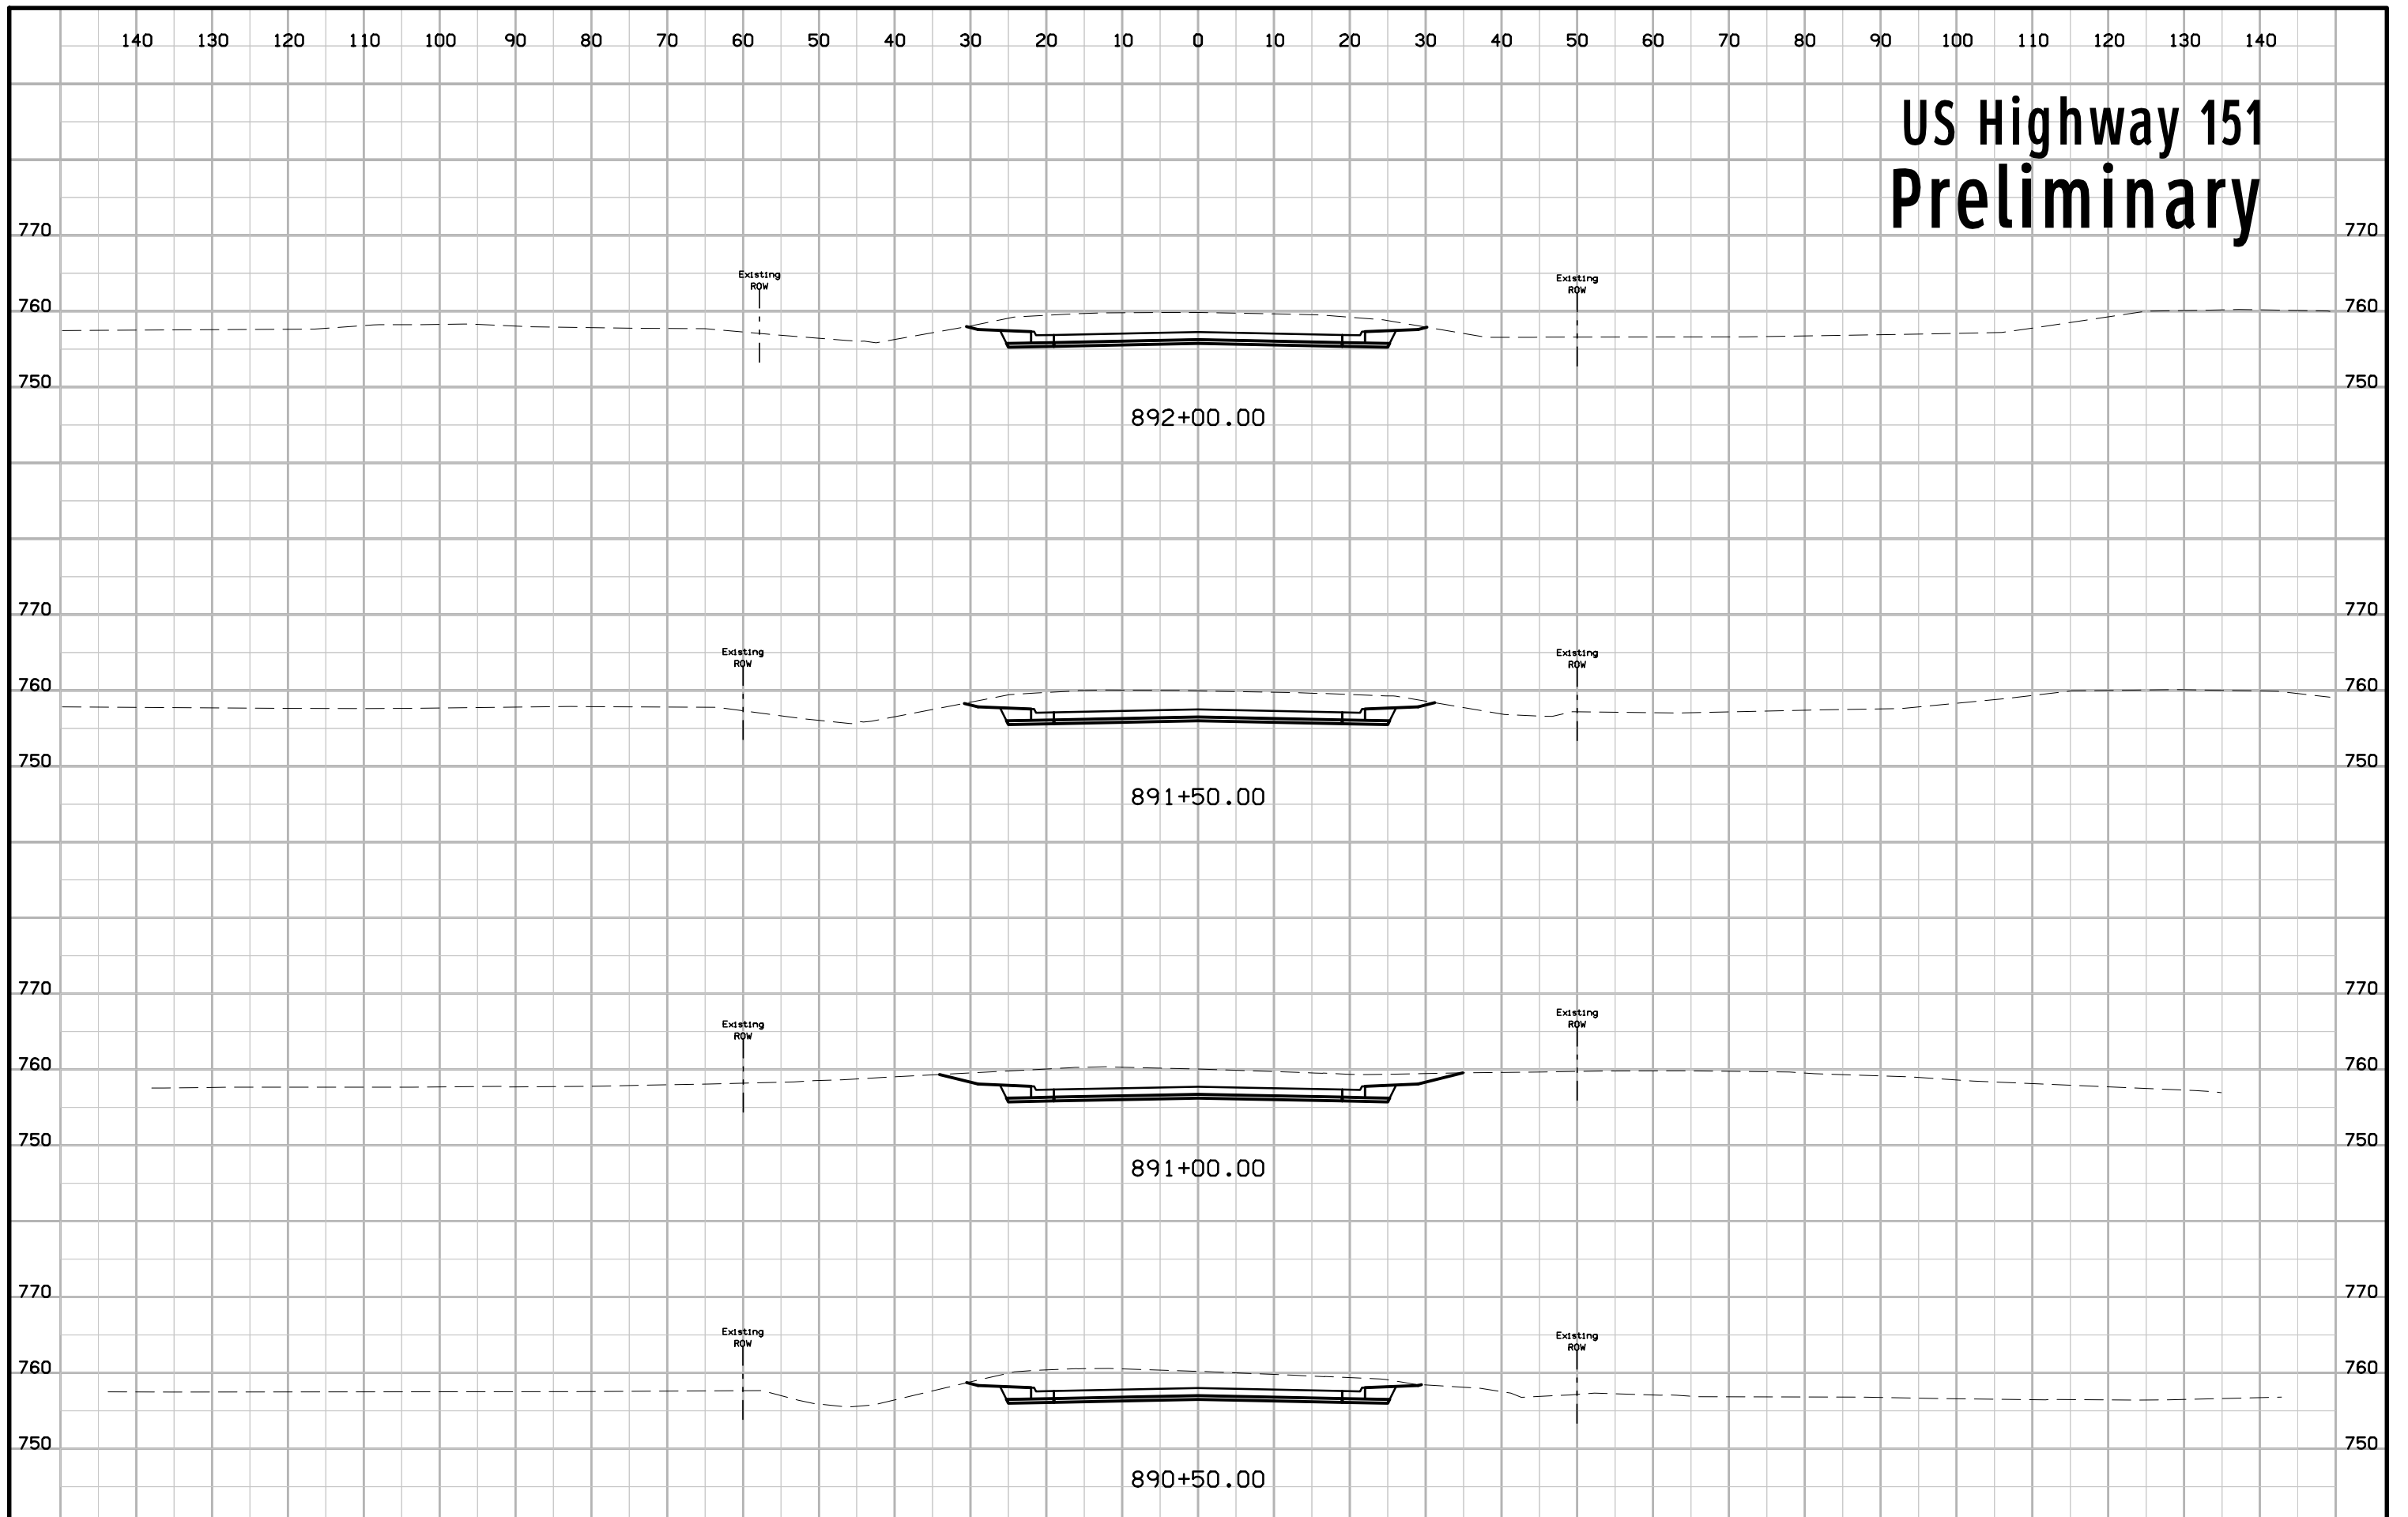 140 130 120 110 100 90 80 70 60 50 40 30 20 10 0 10 20 30 40 50 60 70 80 90 100 110 120 130 140
US Highway 151
Preliminary
770 770
Existing Existing
ROW ROW
760 760
750 750
892+00.00
770 770
Existing Existing
ROW ROW
760 760
750 750
891+50.00
770 770
Existing Existing
ROW ROW
760 760
750 750
891+00.00
770 770
Existing Existing
ROW ROW
760 760
750 750
890+50.00